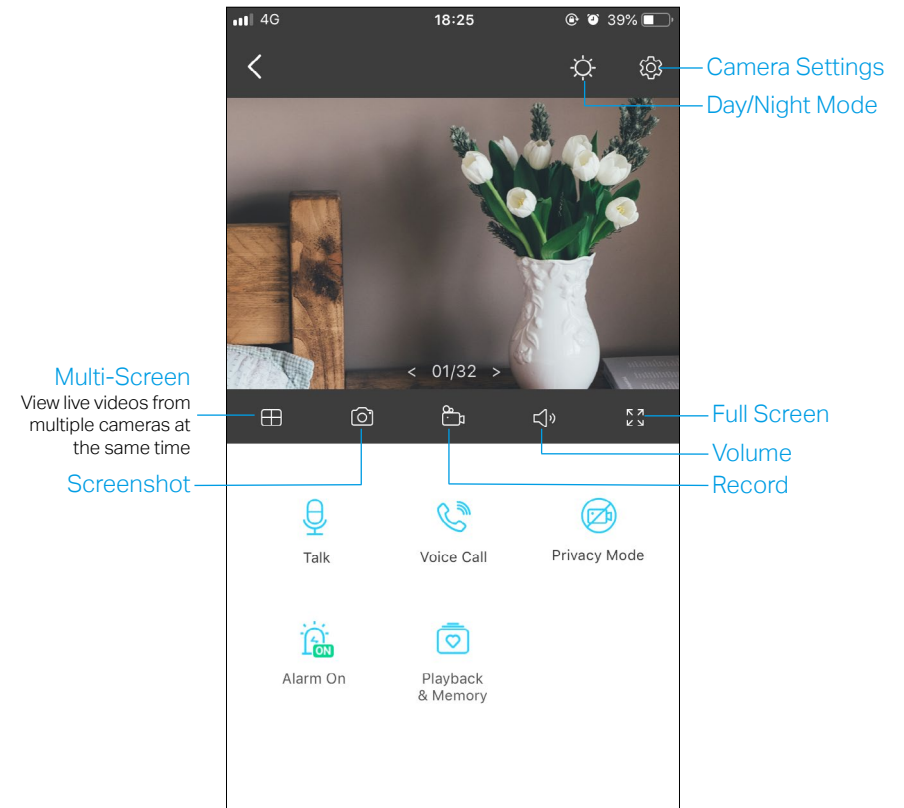 4G 18:25 39%
Camera Settings
Day/Night Mode
< 01/32 >
Multi-Screen
View live videos from
multiple cameras at
the same time
Screenshot
Full Screen
Volume
Record
Talk Voice Call Privacy Mode
ON
Alarm On Playback
& Memory